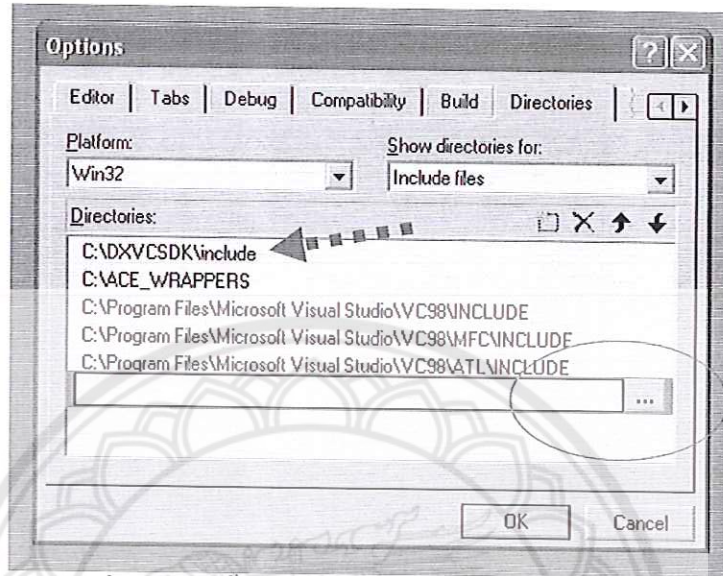 Options
Editor Tabs Debug Compatibility Build Directories
Platform: Show directories for:
Win32 Include files
Directories:
C:\DXVCSDK\include
C:\ACE_WRAPPERS
C:\Program Files\Microsoft Visual Studio\VC98\INCLUDE
C:\Program Files\Microsoft Visual Studio\VC98\MFC\INCLUDE
C:\Program Files\Microsoft Visual Studio\VC98\ATL\INCLUDE
...
OK Cancel